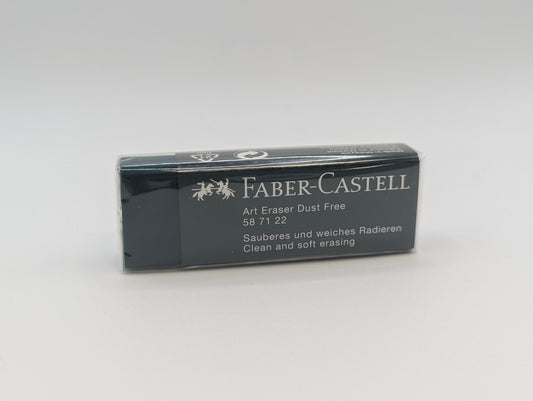 FABER-CASTELL
Art Eraser Dust Free
58 71 22
Sauberes und weiches Radieren
Clean and soft erasing